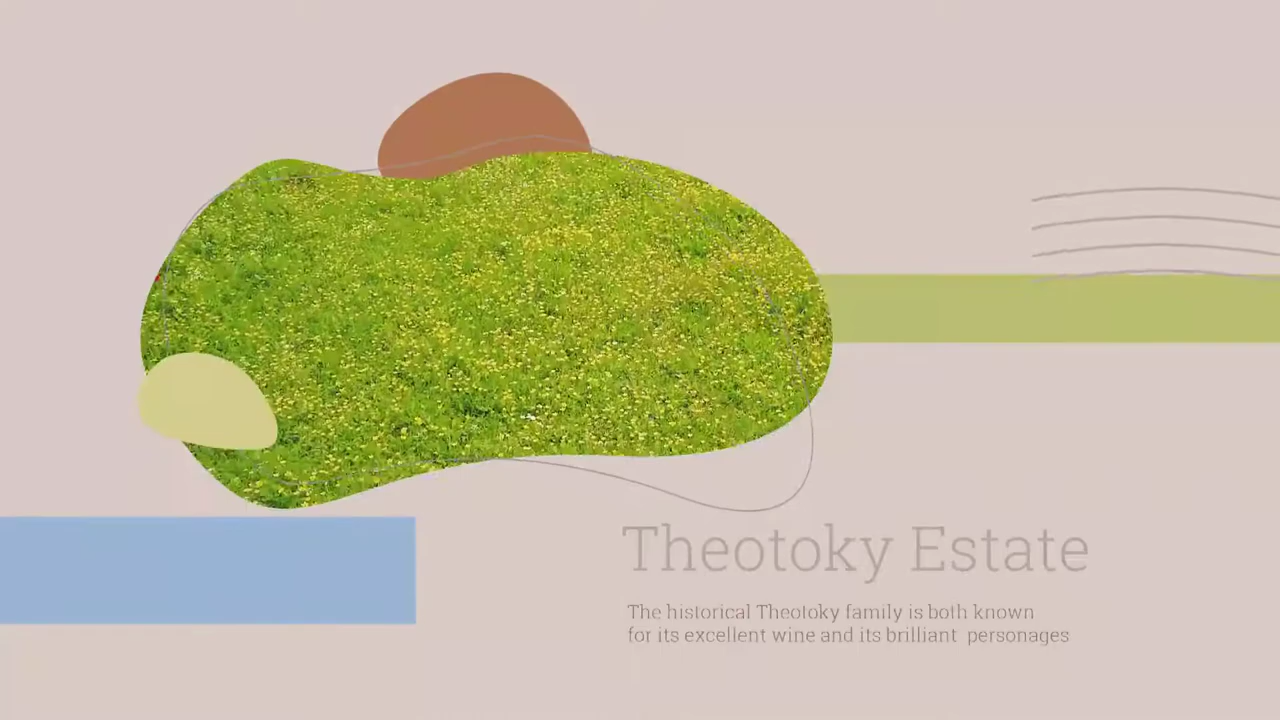 Theotoky Estate
The historical Theotoky family is both known
for its excellent wine and its brilliant  personages